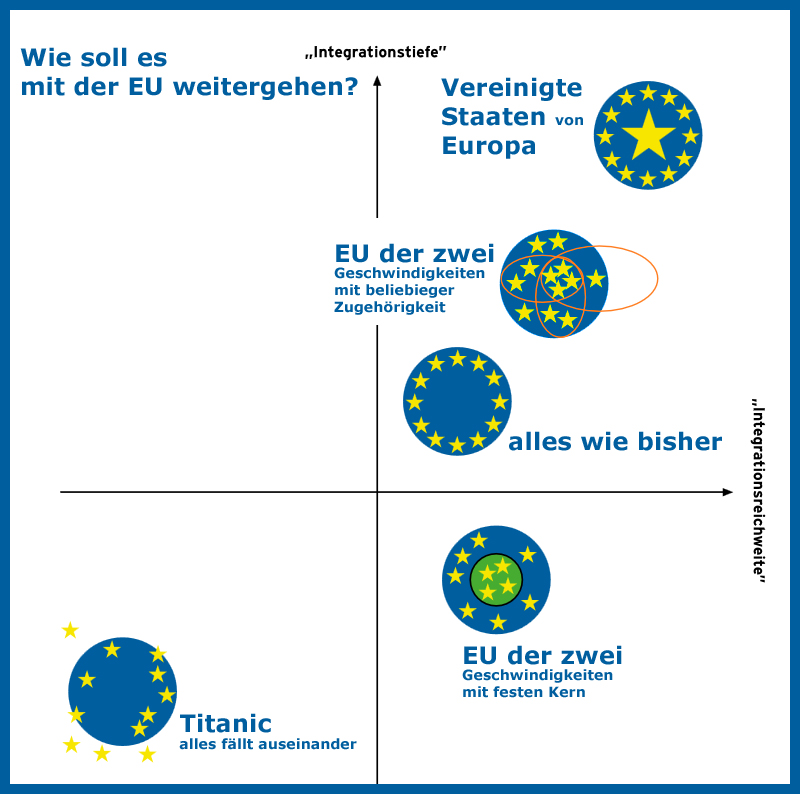 Wie soll es
mit der EU weitergehen?
„Integrationstiefe”
Vereinigte
Staaten von
Europa
EU der zwei
Geschwindigkeiten
mit beliebieger
Zugehörigkeit
alles wie bisher
„Integrationsreichweite”
EU der zwei
Geschwindigkeiten
mit festen Kern
Titanic
alles fällt auseinander